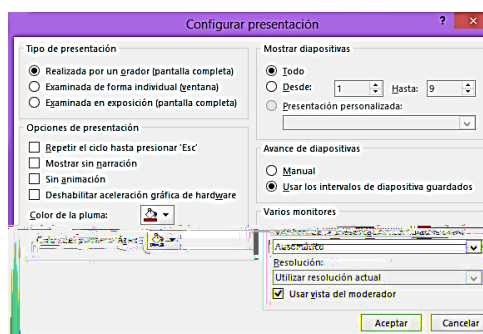 Configurar presentación
? ×
Tipo de presentación
Realizada por un orador (pantalla completa)
Examinada de forma individual (ventana)
Examinada en exposición (pantalla completa)
Opciones de presentación
Repetir el ciclo hasta presionar 'Esc'
Mostrar sin narración
Sin animación
Deshabilitar aceleración gráfica de hardware
Color de la pluma:
Mostrar diapositivas
Todo
Desde: 1 Hasta: 9
Presentación personalizada:
Avance de diapositivas
Manual
Usar los intervalos de diapositiva guardados
Varios monitores
Automático
Resolución:
Utilizar resolución actual
Usar vista del moderador
Aceptar Cancelar